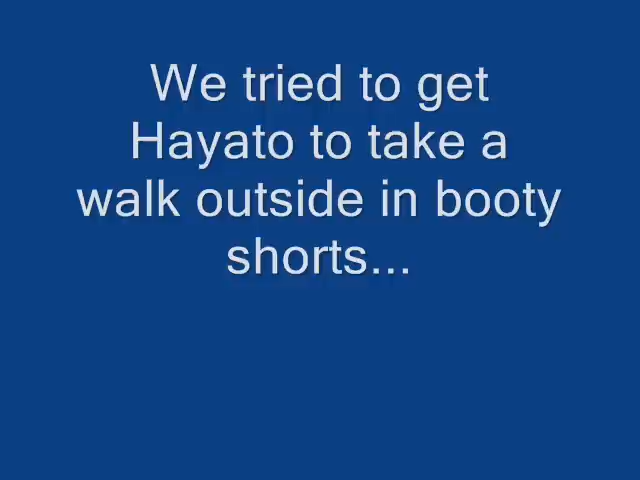 We tried to get
Hayato to take a
walk outside in booty
shorts...